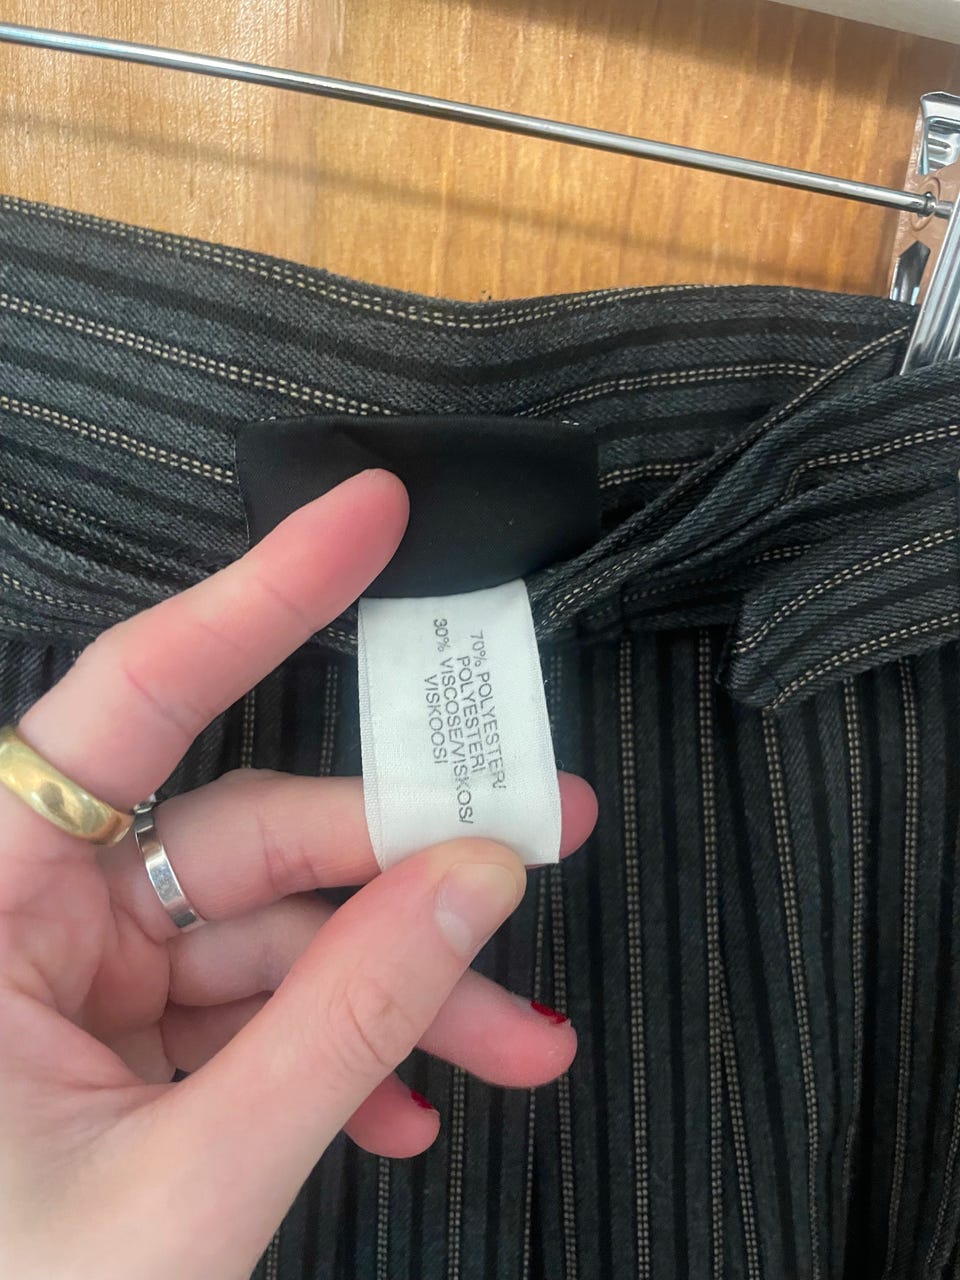 70% POLYESTER/
POLYESTERI
30% VISCOSE/VISKOS/
VISKOOSI